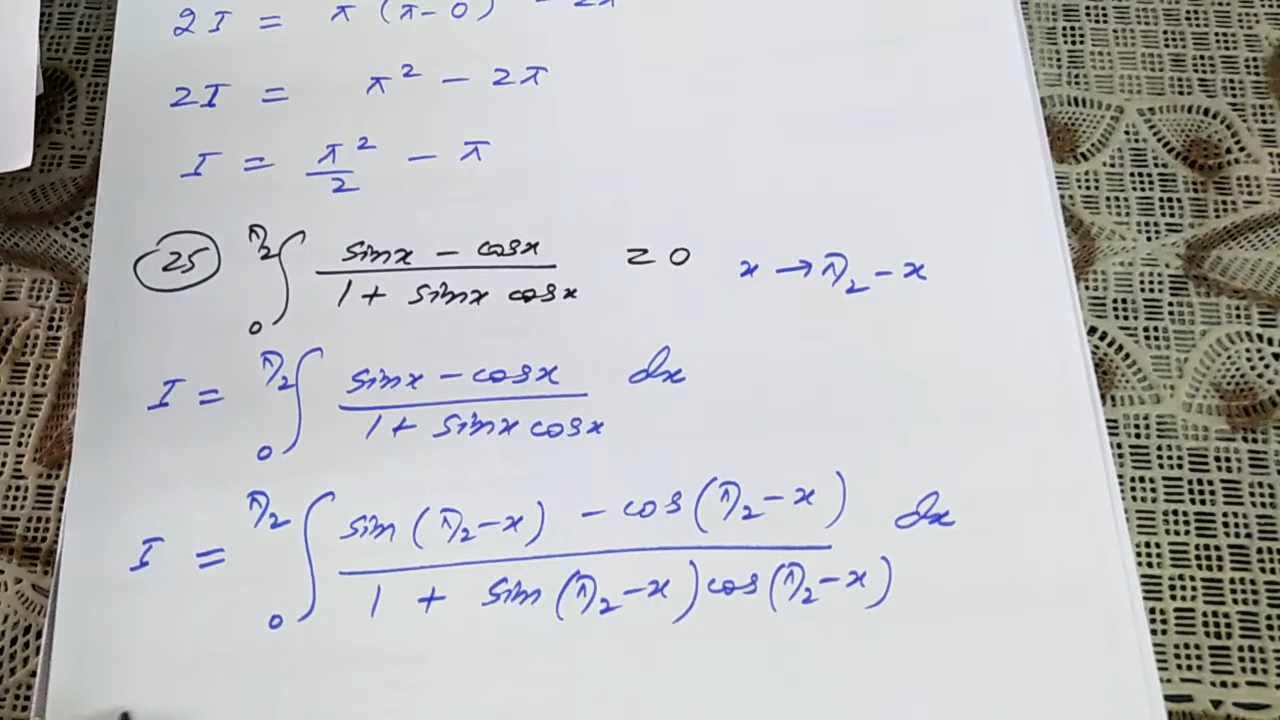 2I = π (π-0) - 2π
2I = π² - 2π
I = π²/2 - π
(25) ∫₀^(π/2) (sinx - cosx)/(1 + sinx cosx) = 0 x → π/2 - x
I = ∫₀^(π/2) (sinx - cosx)/(1 + sinx cosx) dx
I = ∫₀^(π/2) (sin(π/2 - x) - cos(π/2 - x))/(1 + sin(π/2 - x) cos(π/2 - x)) dx